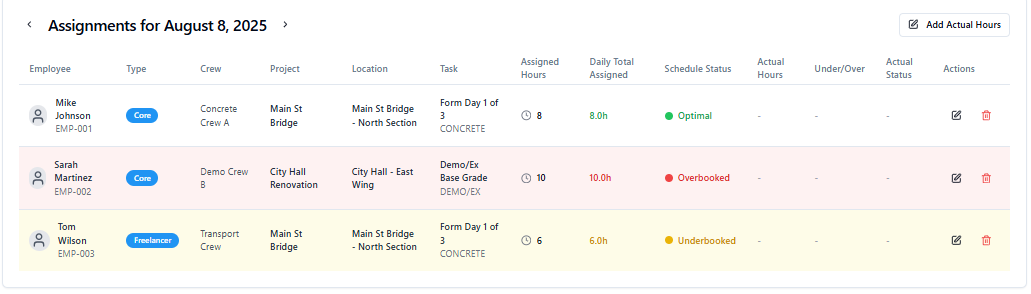 Assignments for August 8, 2025
Add Actual Hours
Employee Type Crew Project Location Task Assigned Hours Daily Total Assigned Schedule Status Actual Hours Under/Over Actual Status Actions
Mike Johnson EMP-001 Core Concrete Crew A Main St Bridge Main St Bridge - North Section Form Day 1 of 3 CONCRETE 8 8.0h Optimal - - -
Sarah Martinez EMP-002 Core Demo Crew B City Hall Renovation City Hall - East Wing Demo/Ex Base Grade DEMO/EX 10 10.0h Overbooked - - -
Tom Wilson EMP-003 Freelancer Transport Crew Main St Bridge Main St Bridge - North Section Form Day 1 of 3 CONCRETE 6 6.0h Underbooked - - -